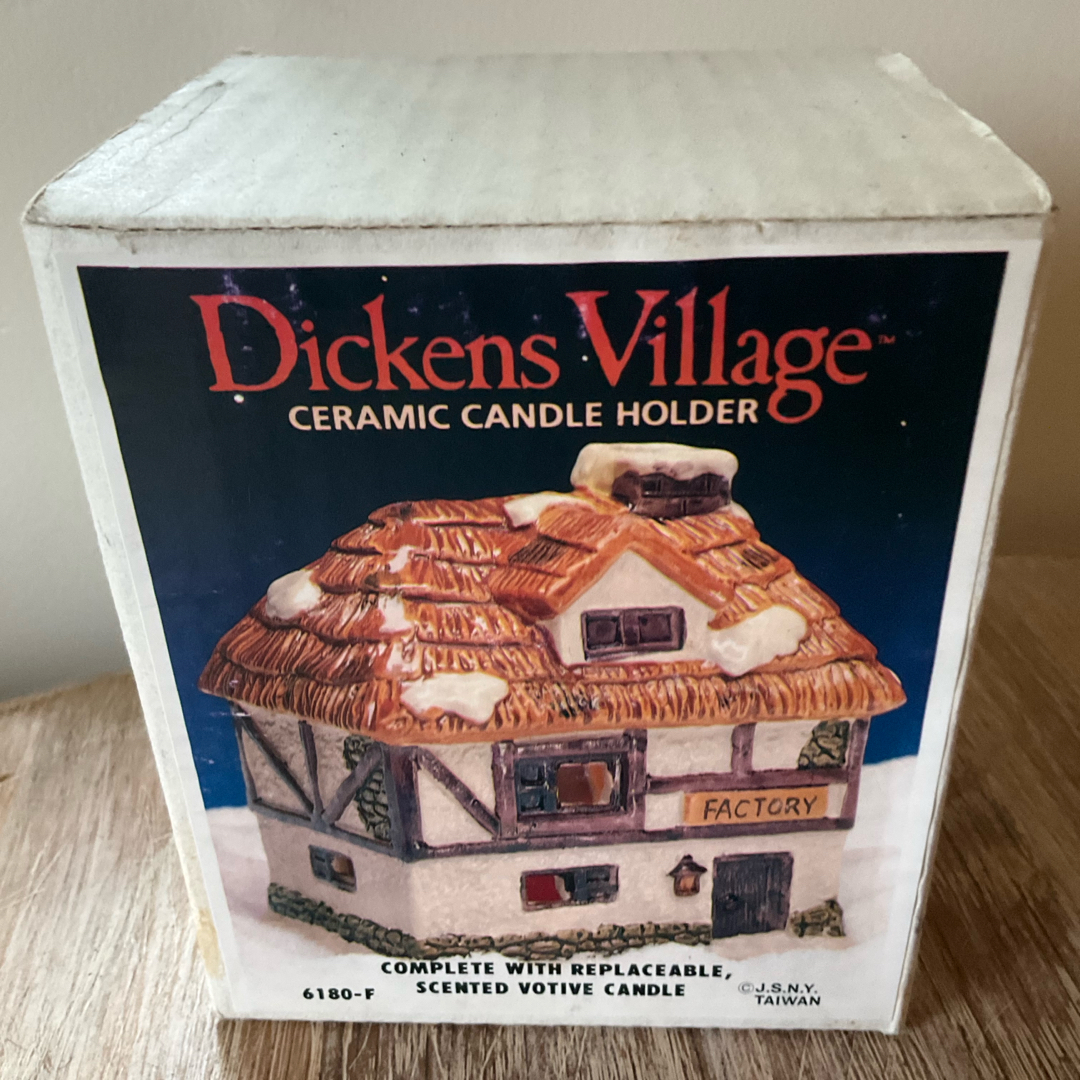 Dickens Village™
CERAMIC CANDLE HOLDER
FACTORY
COMPLETE WITH REPLACEABLE,
SCENTED VOTIVE CANDLE
6180-F
©J.S.N.Y.
TAIWAN